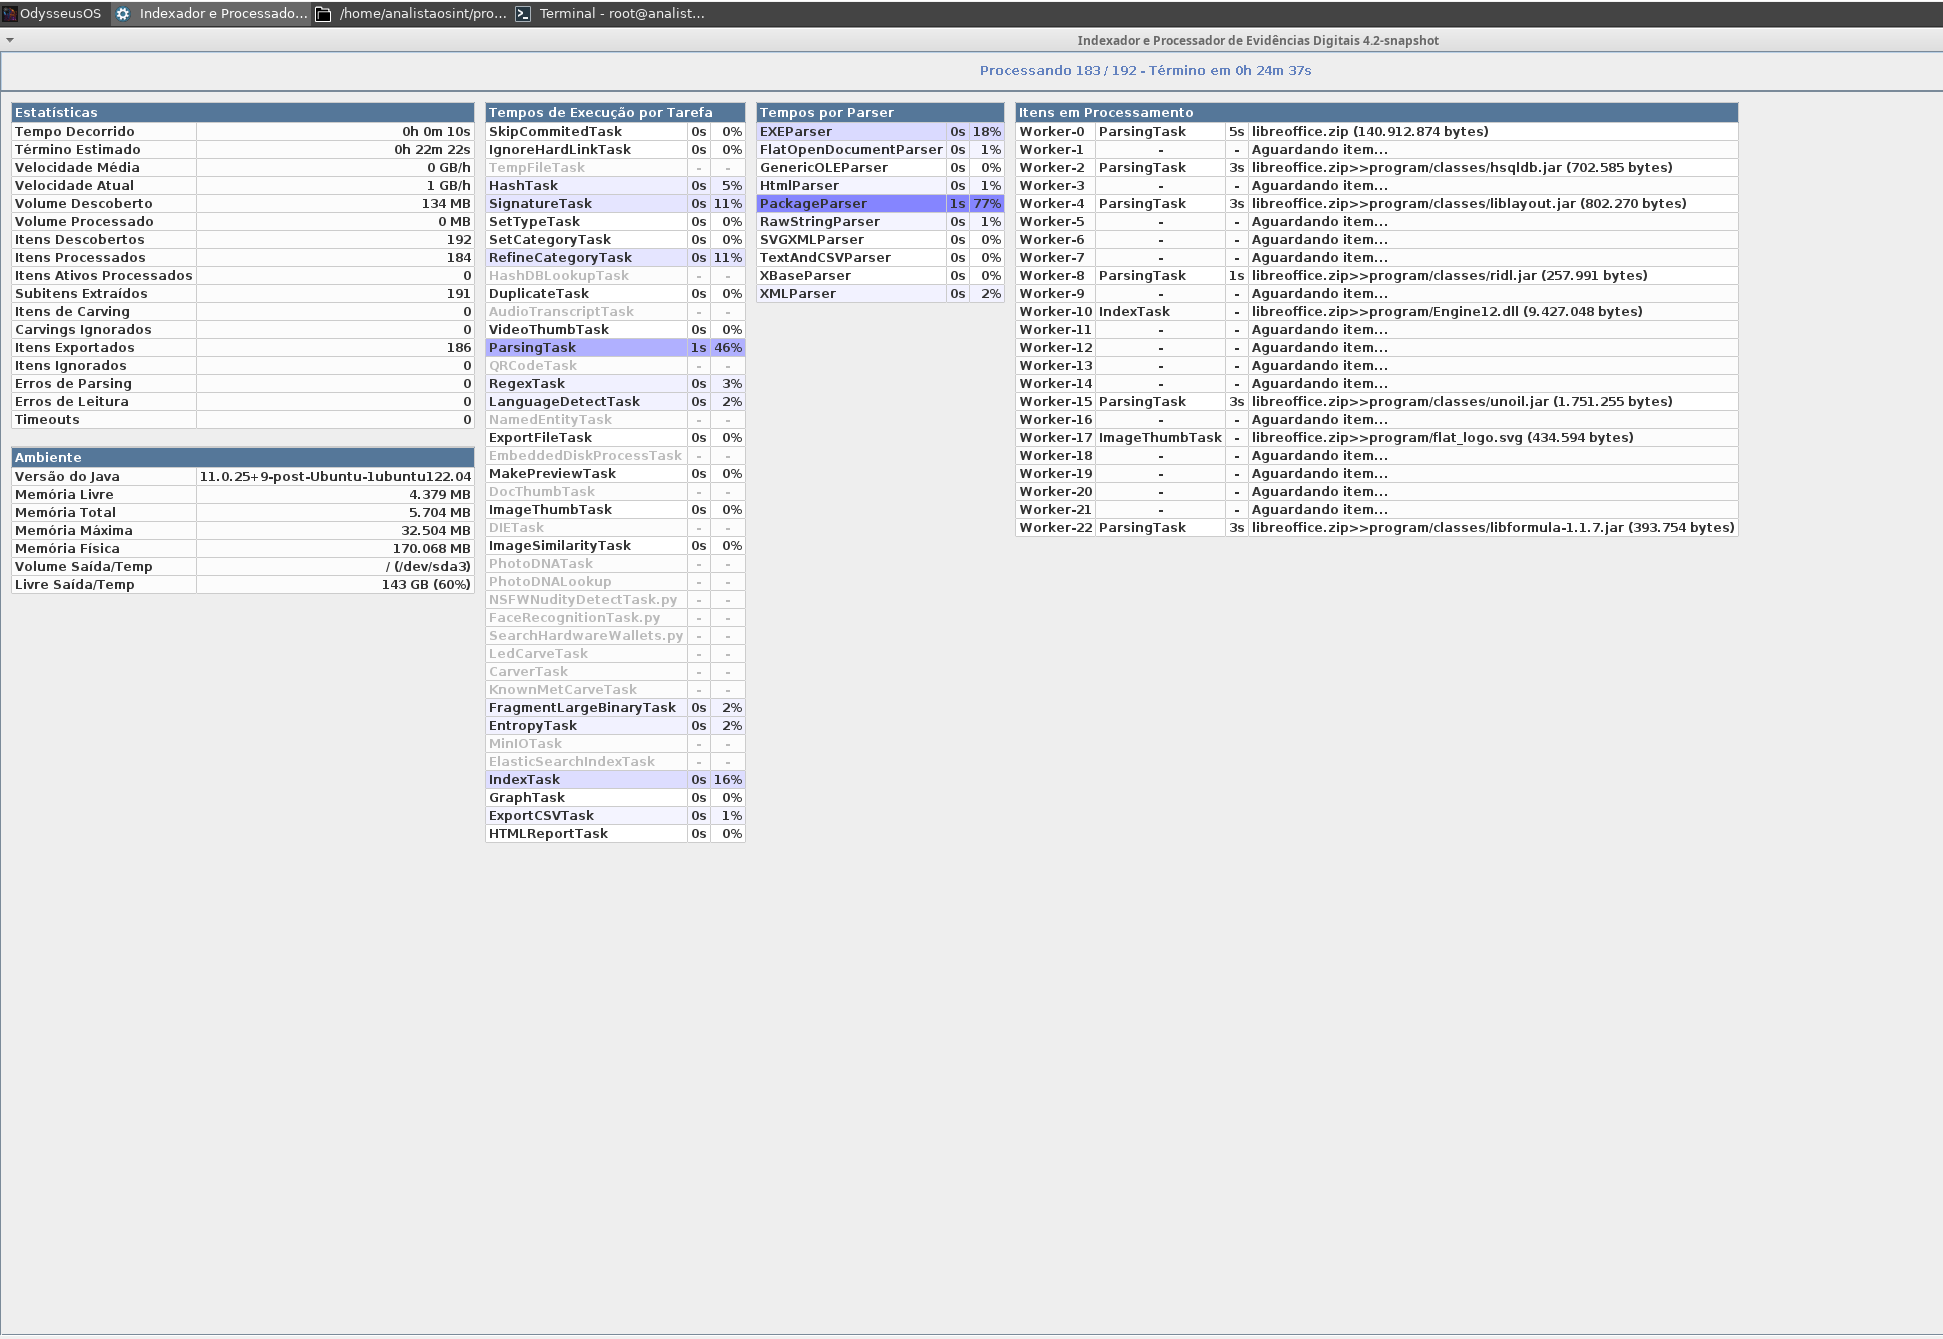 OdysseusOS Indexador e Processado... /home/analistaosint/pro... Terminal - root@analist...
Indexador e Processador de Evidências Digitais 4.2-snapshot
Processando 183 / 192 - Término em 0h 24m 37s
Estatísticas
Tempo Decorrido 0h 0m 10s
Término Estimado 0h 22m 22s
Velocidade Média 0 GB/h
Velocidade Atual 1 GB/h
Volume Descoberto 134 MB
Volume Processado 0 MB
Itens Descobertos 192
Itens Processados 184
Itens Ativos Processados 0
Subitens Extraídos 191
Itens de Carving 0
Carvings Ignorados 0
Itens Exportados 186
Itens Ignorados 0
Erros de Parsing 0
Erros de Leitura 0
Timeouts 0
Ambiente
Versão do Java 11.0.25+9-post-Ubuntu-1ubuntu122.04
Memória Livre 4.379 MB
Memória Total 5.704 MB
Memória Máxima 32.504 MB
Memória Física 170.068 MB
Volume Saída/Temp / (/dev/sda3)
Livre Saída/Temp 143 GB (60%)
Tempos de Execução por Tarefa
SkipCommitedTask 0s 0%
IgnoreHardLinkTask 0s 0%
TempFileTask - -
HashTask 0s 5%
SignatureTask 0s 11%
SetTypeTask 0s 0%
SetCategoryTask 0s 0%
RefineCategoryTask 0s 11%
HashDBLookupTask - -
DuplicateTask 0s 0%
AudioTranscriptTask - -
VideoThumbTask 0s 0%
ParsingTask 1s 46%
QRCodeTask - -
RegexTask 0s 3%
LanguageDetectTask 0s 2%
NamedEntityTask - -
ExportFileTask 0s 0%
EmbeddedDiskProcessTask - -
MakePreviewTask 0s 0%
DocThumbTask - -
ImageThumbTask 0s 0%
DIETask - -
ImageSimilarityTask 0s 0%
PhotoDNATask - -
PhotoDNALookup - -
NSFWNudityDetectTask.py - -
FaceRecognitionTask.py - -
SearchHardwareWallets.py - -
LedCarveTask - -
CarverTask - -
KnownMetCarveTask - -
FragmentLargeBinaryTask 0s 2%
EntropyTask 0s 2%
MinIOTask - -
ElasticSearchIndexTask - -
IndexTask 0s 16%
GraphTask 0s 0%
ExportCSVTask 0s 1%
HTMLReportTask 0s 0%
Tempos por Parser
EXEParser 0s 18%
FlatOpenDocumentParser 0s 1%
GenericOLEParser 0s 0%
HtmlParser 0s 1%
PackageParser 1s 77%
RawStringParser 0s 1%
SVGXMLParser 0s 0%
TextAndCSVParser 0s 0%
XBaseParser 0s 0%
XMLParser 0s 2%
Itens em Processamento
Worker-0 ParsingTask 5s libreoffice.zip (140.912.874 bytes)
Worker-1 - - Aguardando item...
Worker-2 ParsingTask 3s libreoffice.zip>>program/classes/hsqldb.jar (702.585 bytes)
Worker-3 - - Aguardando item...
Worker-4 ParsingTask 3s libreoffice.zip>>program/classes/liblayout.jar (802.270 bytes)
Worker-5 - - Aguardando item...
Worker-6 - - Aguardando item...
Worker-7 - - Aguardando item...
Worker-8 ParsingTask 1s libreoffice.zip>>program/classes/ridl.jar (257.991 bytes)
Worker-9 - - Aguardando item...
Worker-10 IndexTask - libreoffice.zip>>program/Engine12.dll (9.427.048 bytes)
Worker-11 - - Aguardando item...
Worker-12 - - Aguardando item...
Worker-13 - - Aguardando item...
Worker-14 - - Aguardando item...
Worker-15 ParsingTask 3s libreoffice.zip>>program/classes/unoil.jar (1.751.255 bytes)
Worker-16 - - Aguardando item...
Worker-17 ImageThumbTask - libreoffice.zip>>program/flat_logo.svg (434.594 bytes)
Worker-18 - - Aguardando item...
Worker-19 - - Aguardando item...
Worker-20 - - Aguardando item...
Worker-21 - - Aguardando item...
Worker-22 ParsingTask 3s libreoffice.zip>>program/classes/libformula-1.1.7.jar (393.754 bytes)